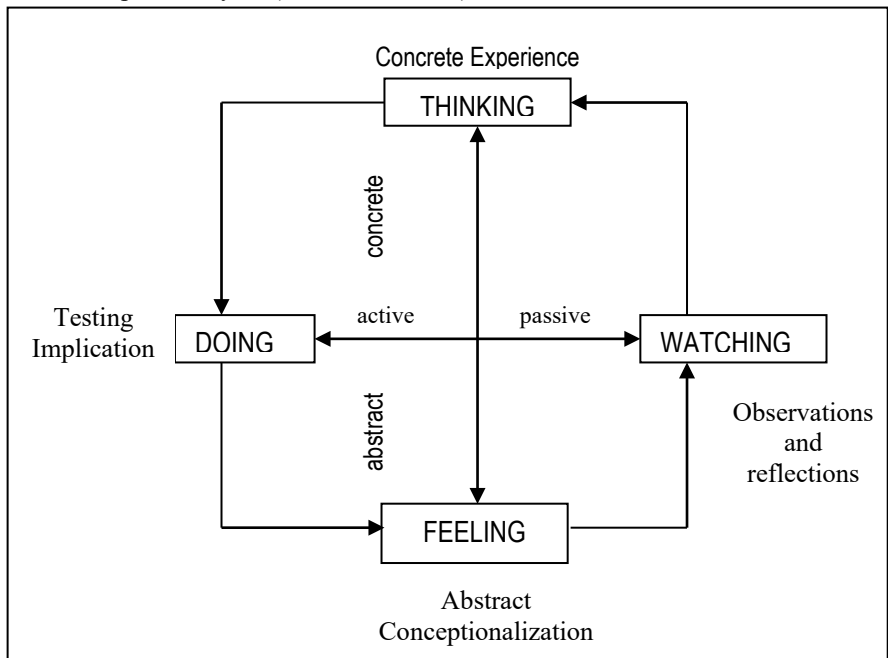 Concrete Experience
THINKING
concrete
Testing
Implication
DOING
active
passive
WATCHING
abstract
Observations
and
reflections
FEELING
Abstract
Conceptionalization